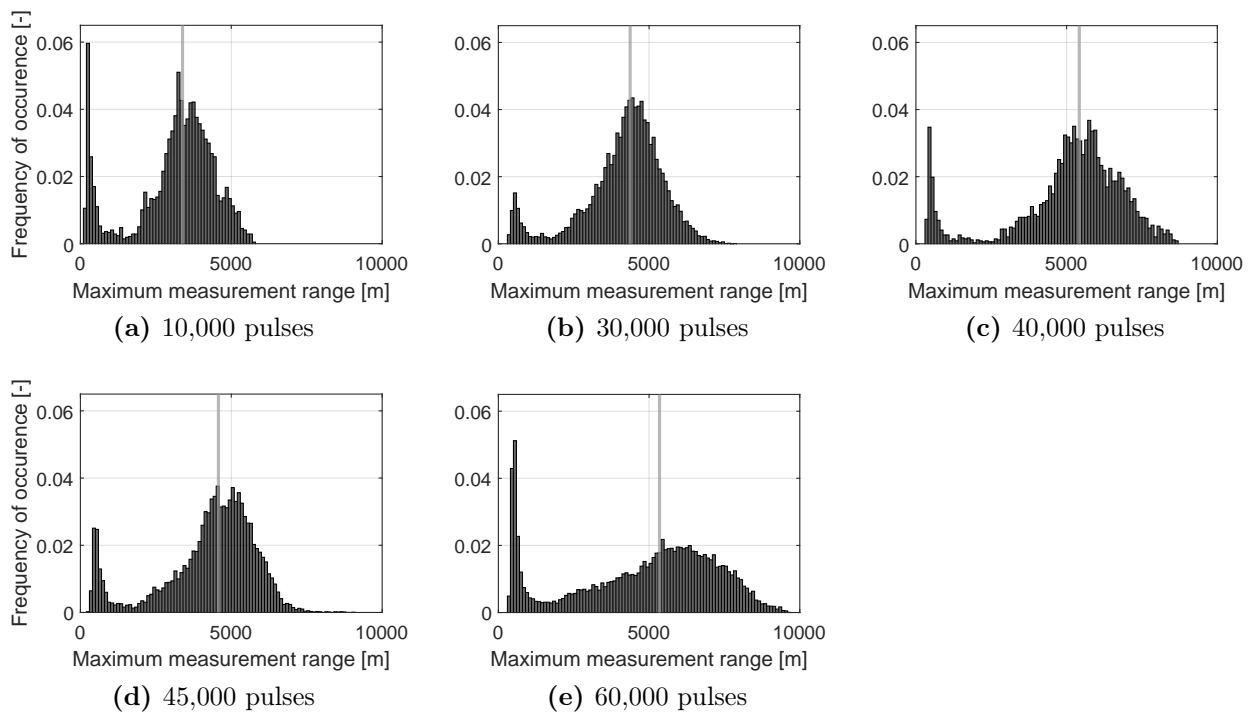 Frequency of occurence [-]
0.06
0.04
0.02
0
0 5000 10000
Maximum measurement range [m]
(a) 10,000 pulses
0.06
0.04
0.02
0
0 5000 10000
Maximum measurement range [m]
(b) 30,000 pulses
0.06
0.04
0.02
0
0 5000 10000
Maximum measurement range [m]
(c) 40,000 pulses
Frequency of occurence [-]
0.06
0.04
0.02
0
0 5000 10000
Maximum measurement range [m]
(d) 45,000 pulses
0.06
0.04
0.02
0
0 5000 10000
Maximum measurement range [m]
(e) 60,000 pulses